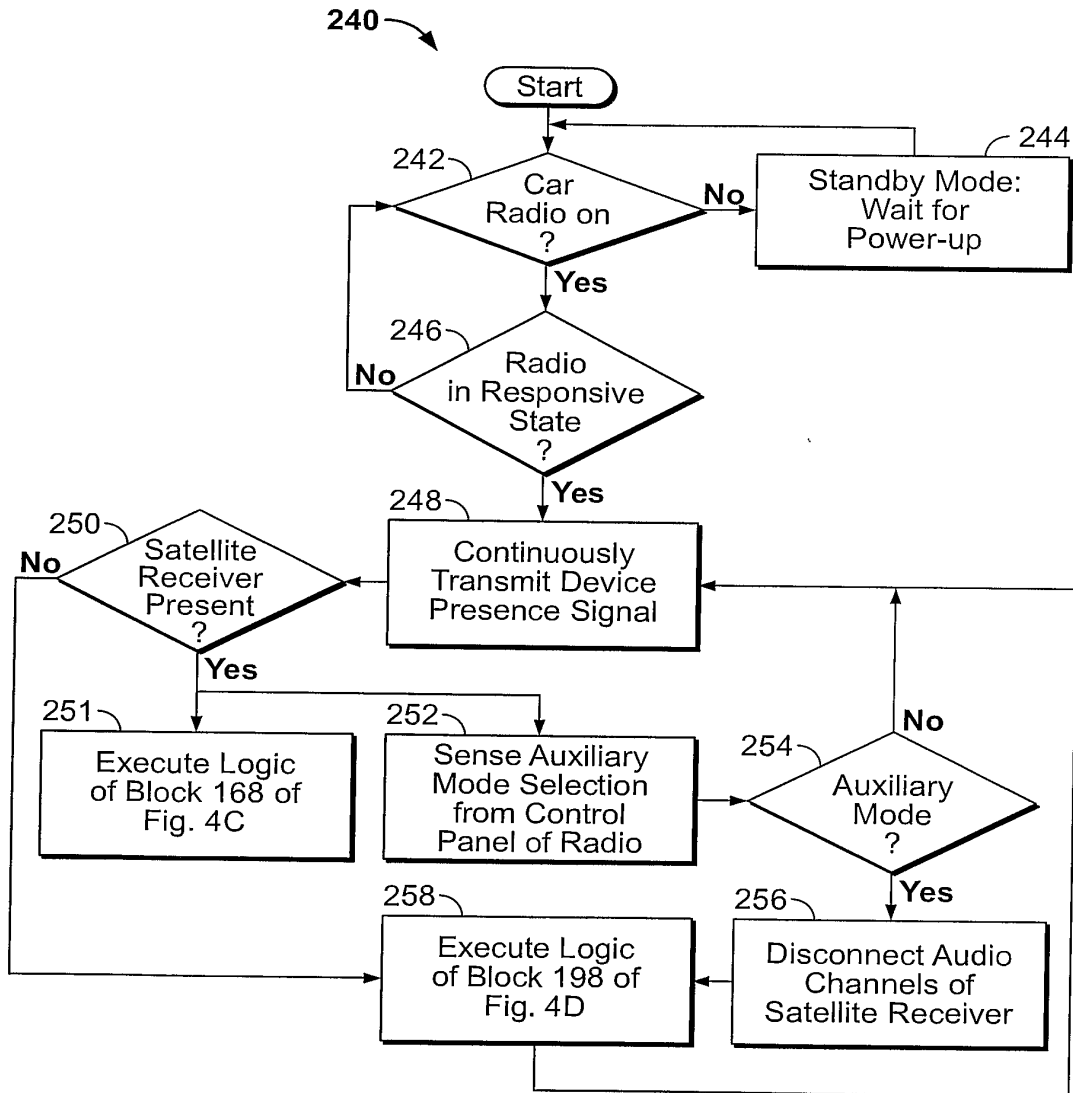 240
Start
242
Car
Radio on
?
No
244
Standby Mode:
Wait for
Power-up
Yes
246
Radio
in Responsive
State
?
No
Yes
248
Continuously
Transmit Device
Presence Signal
250
No
Satellite
Receiver
Present
?
Yes
251
Execute Logic
of Block 168 of
Fig. 4C
252
Sense Auxiliary
Mode Selection
from Control
Panel of Radio
254
No
Auxiliary
Mode
?
Yes
256
Disconnect Audio
Channels of
Satellite Receiver
258
Execute Logic
of Block 198 of
Fig. 4D